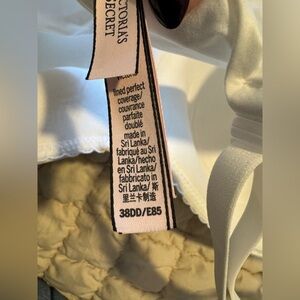 VICTORIA'S
SECRET
lined perfect
coverage/
couvrance
parfaite
doublé
made in
Sri Lanka/
fabriqué au Sri
Lanka/hecho
en Sri Lanka/
fabbricato in
Sri Lanka/ 斯
里兰卡制造
38DD/E85